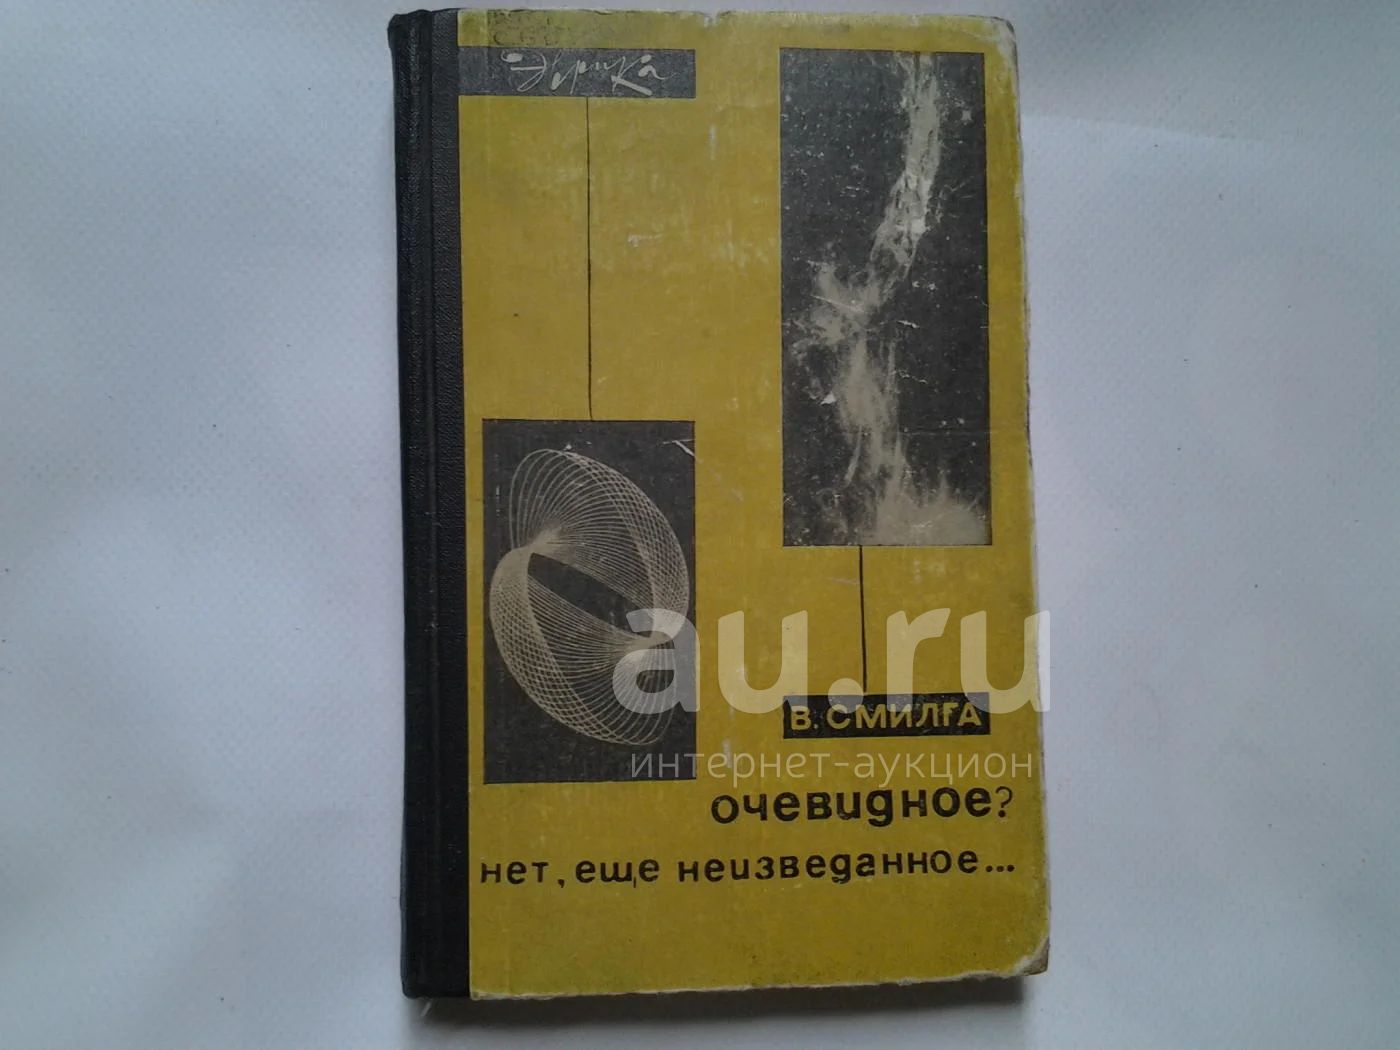 Эврика
au.ru
В. СМИЛГА
интернет-аукцион
очевидное?
нет, еще неизведанное...